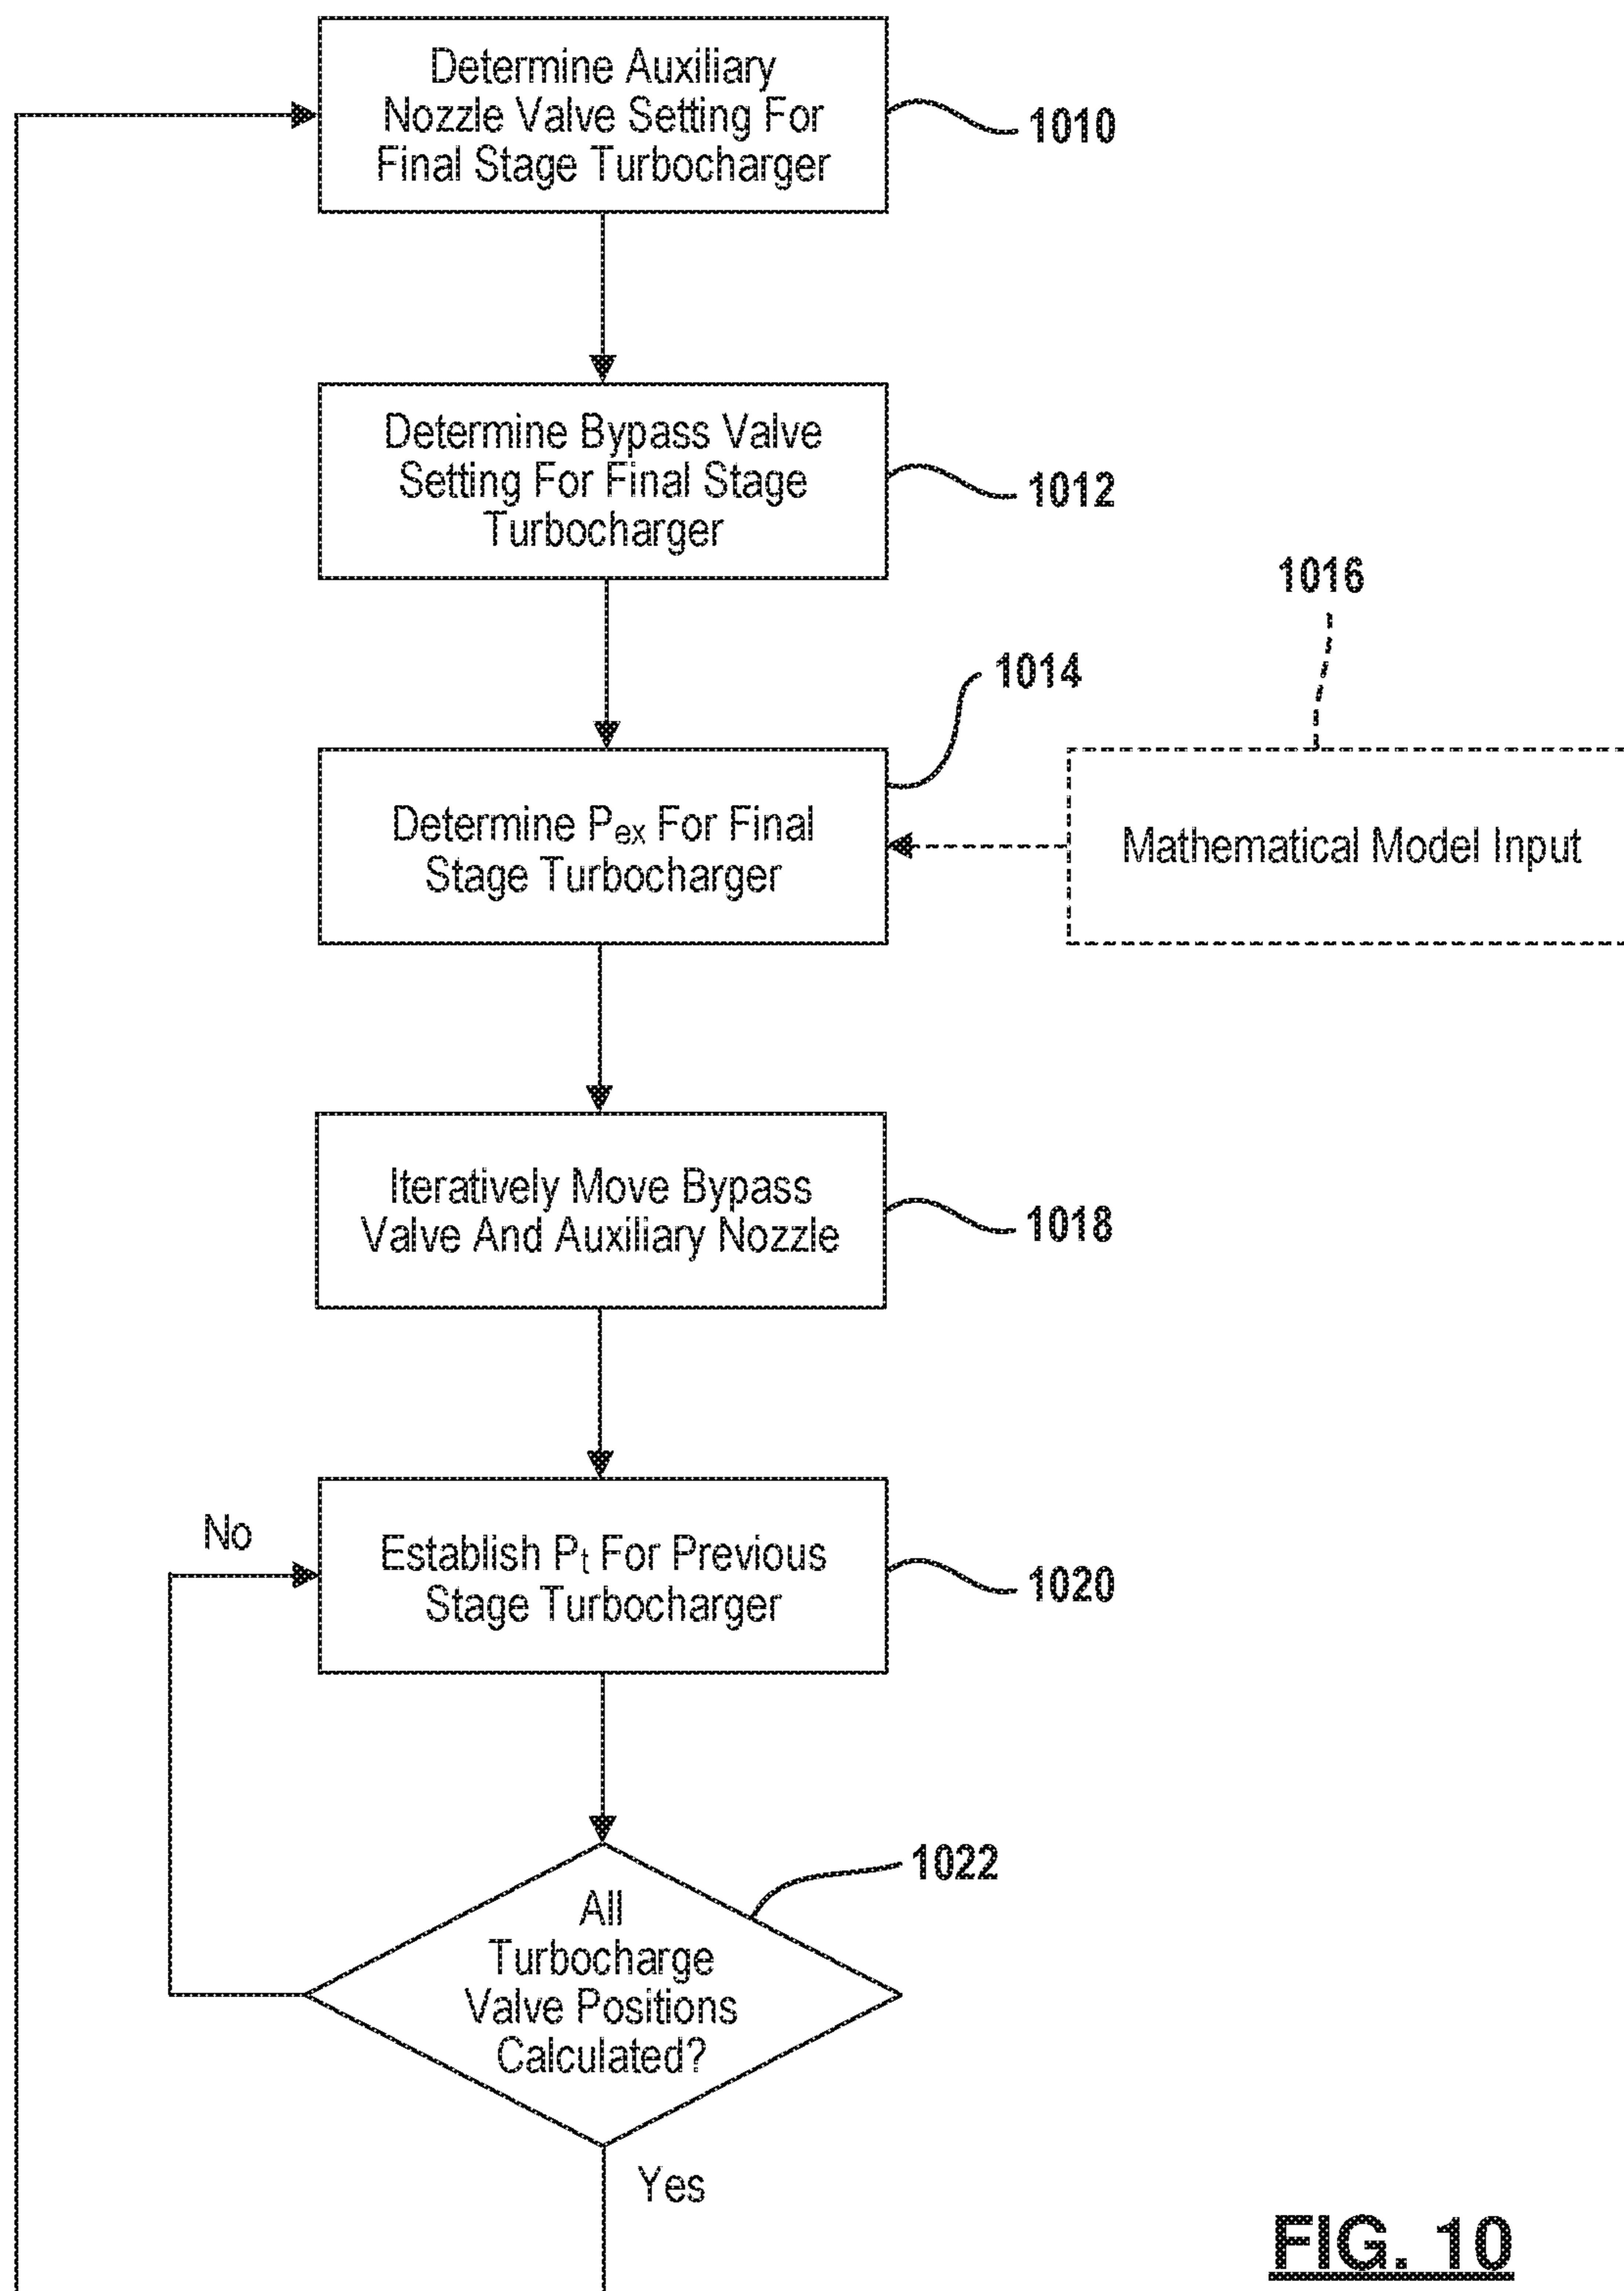 Determine Auxiliary
Nozzle Valve Setting For
Final Stage Turbocharger
1010
Determine Bypass Valve
Setting For Final Stage
Turbocharger
1012
1016
1014
Determine Pex For Final
Stage Turbocharger
Mathematical Model Input
Iteratively Move Bypass
Valve And Auxiliary Nozzle
1018
No
Establish Pt For Previous
Stage Turbocharger
1020
1022
All
Turbocharge
Valve Positions
Calculated?
Yes
FIG. 10